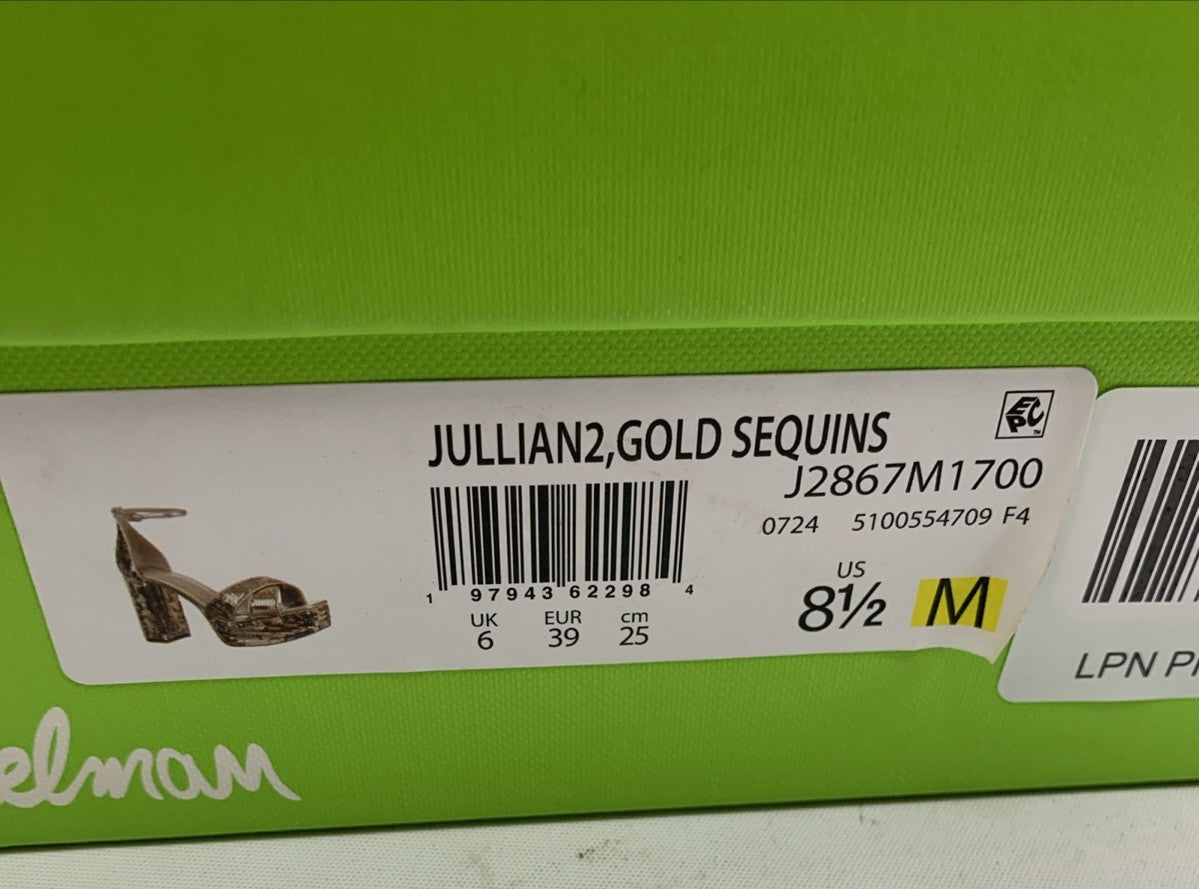 JULLIAN2,GOLD SEQUINS
EPC
J2867M1700
0724 5100554709 F4
1 97943 62298 4
UK EUR cm
6 39 25
US
8½ M
LPN
elman